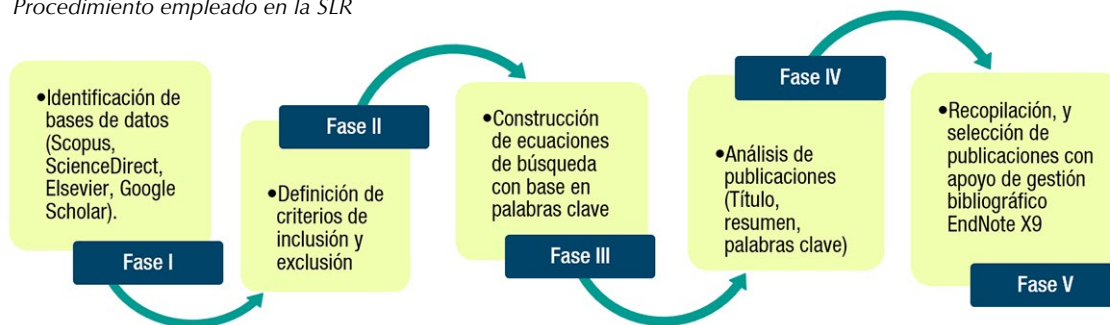 Procedimiento empleado en la SLR
•Identificación de
bases de datos
(Scopus,
ScienceDirect,
Elsevier, Google
Scholar).
Fase I
Fase II
•Definición de
criterios de
inclusión y
exclusión
•Construcción
de ecuaciones
de búsqueda
con base en
palabras clave
Fase III
Fase IV
•Análisis de
publicaciones
(Título,
resumen,
palabras clave)
•Recopilación, y
selección de
publicaciones con
apoyo de gestión
bibliográfico
EndNote X9
Fase V